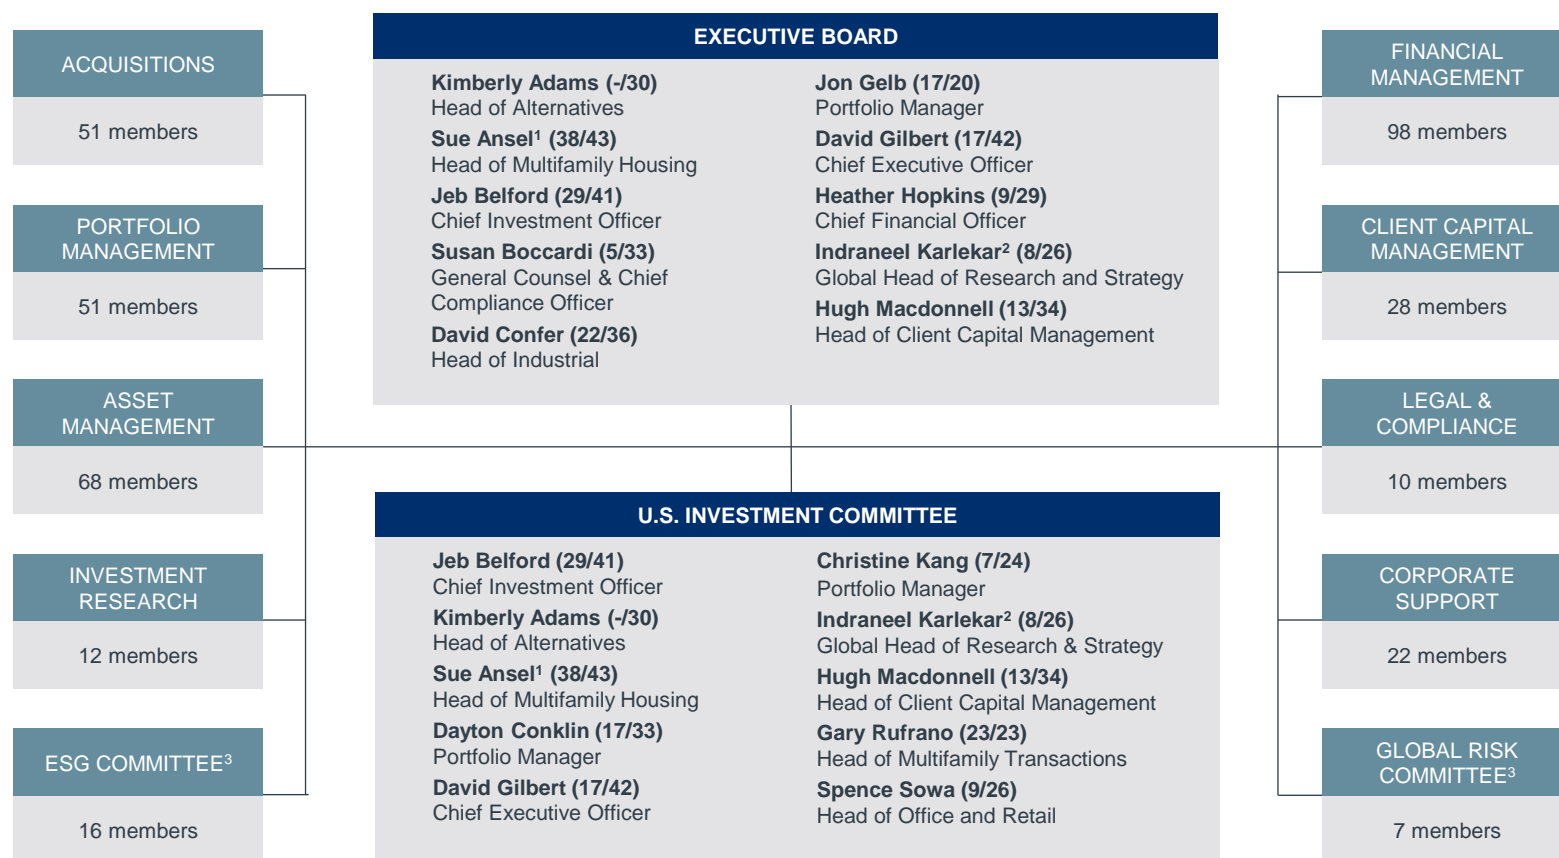 ACQUISITIONS
51 members
PORTFOLIO
MANAGEMENT
51 members
ASSET
MANAGEMENT
68 members
INVESTMENT
RESEARCH
12 members
ESG COMMITTEE³
16 members
EXECUTIVE BOARD
Kimberly Adams (-/30)
Head of Alternatives
Sue Ansel¹ (38/43)
Head of Multifamily Housing
Jeb Belford (29/41)
Chief Investment Officer
Susan Boccardi (5/33)
General Counsel & Chief
Compliance Officer
David Confer (22/36)
Head of Industrial
Jon Gelb (17/20)
Portfolio Manager
David Gilbert (17/42)
Chief Executive Officer
Heather Hopkins (9/29)
Chief Financial Officer
Indraneel Karlekar² (8/26)
Global Head of Research and Strategy
Hugh Macdonnell (13/34)
Head of Client Capital Management
U.S. INVESTMENT COMMITTEE
Jeb Belford (29/41)
Chief Investment Officer
Kimberly Adams (-/30)
Head of Alternatives
Sue Ansel¹ (38/43)
Head of Multifamily Housing
Dayton Conklin (17/33)
Portfolio Manager
David Gilbert (17/42)
Chief Executive Officer
Christine Kang (7/24)
Portfolio Manager
Indraneel Karlekar² (8/26)
Global Head of Research & Strategy
Hugh Macdonnell (13/34)
Head of Client Capital Management
Gary Rufrano (23/23)
Head of Multifamily Transactions
Spence Sowa (9/26)
Head of Office and Retail
FINANCIAL
MANAGEMENT
98 members
CLIENT CAPITAL
MANAGEMENT
28 members
LEGAL &
COMPLIANCE
10 members
CORPORATE
SUPPORT
22 members
GLOBAL RISK
COMMITTEE³
7 members